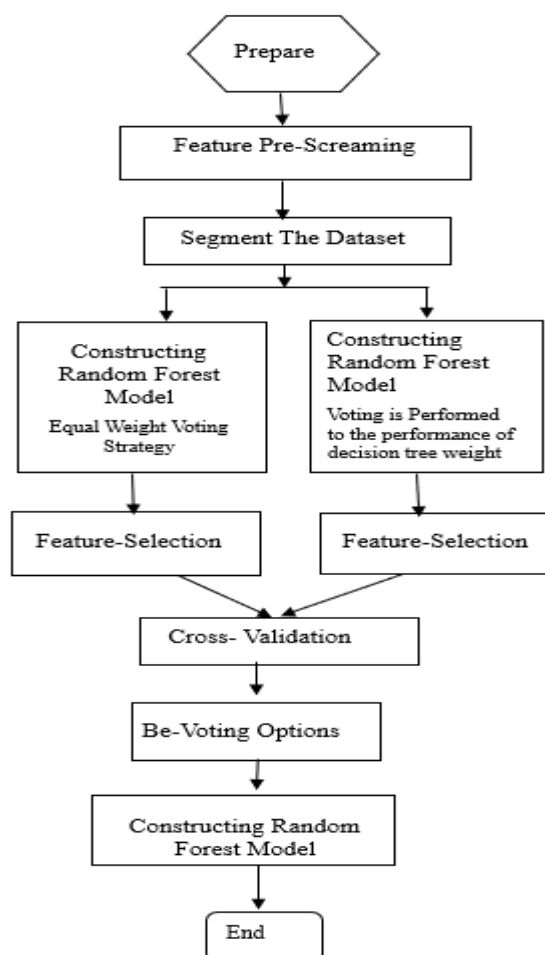 Prepare
Feature Pre-Screaming
Segment The Dataset
Constructing
Random Forest
Model
Equal Weight Voting
Strategy
Constructing
Random Forest
Model
Voting is Performed
to the performance of
decision tree weight
Feature-Selection
Feature-Selection
Cross- Validation
Be-Voting Options
Constructing Random
Forest Model
End